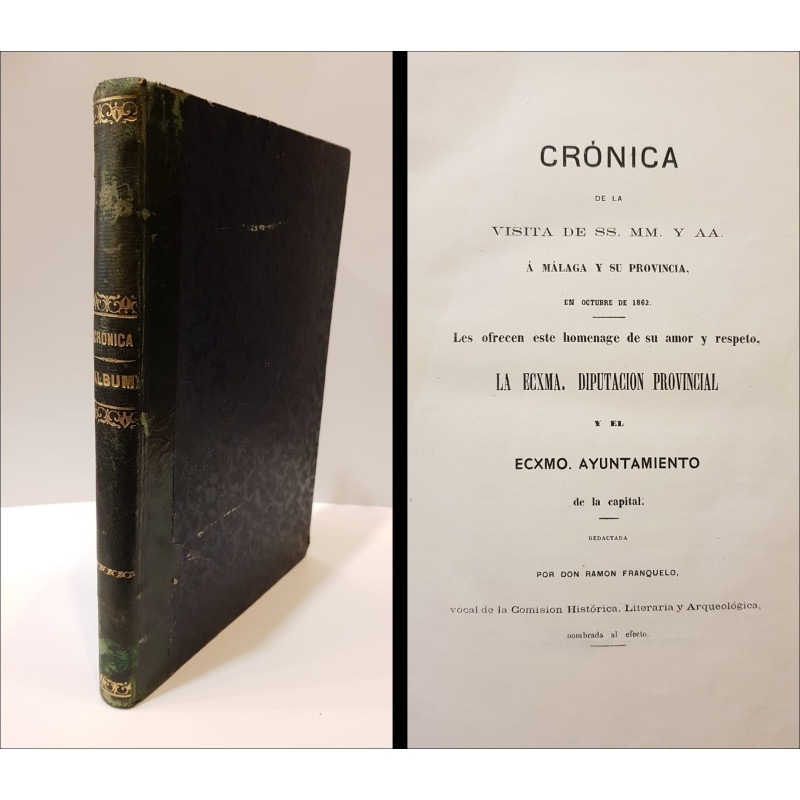 CRÓNICA
ALBUM
CRÓNICA
DE LA
VISITA DE SS. MM. Y AA.
Á MÁLAGA Y SU PROVINCIA,
EN OCTUBRE DE 1862.
Les ofrecen este homenage de su amor y respeto,
LA ECXMA. DIPUTACION PROVINCIAL
Y EL
ECXMO. AYUNTAMIENTO
de la capital.
REDACTADA
POR DON RAMON FRANQUELO,
vocal de la Comision Histórica, Literaria y Arqueológica,
nombrada al efecto.